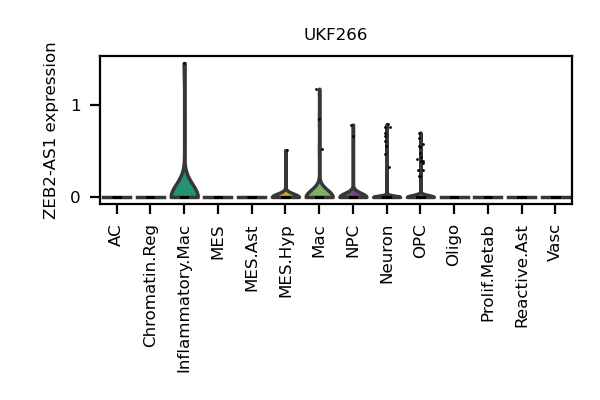 UKF266
ZEB2-AS1 expression
1
0
AC
Chromatin.Reg
Inflammatory.Mac
MES
MES.Ast
MES.Hyp
Mac
NPC
Neuron
OPC
Oligo
Prolif.Metab
Reactive.Ast
Vasc